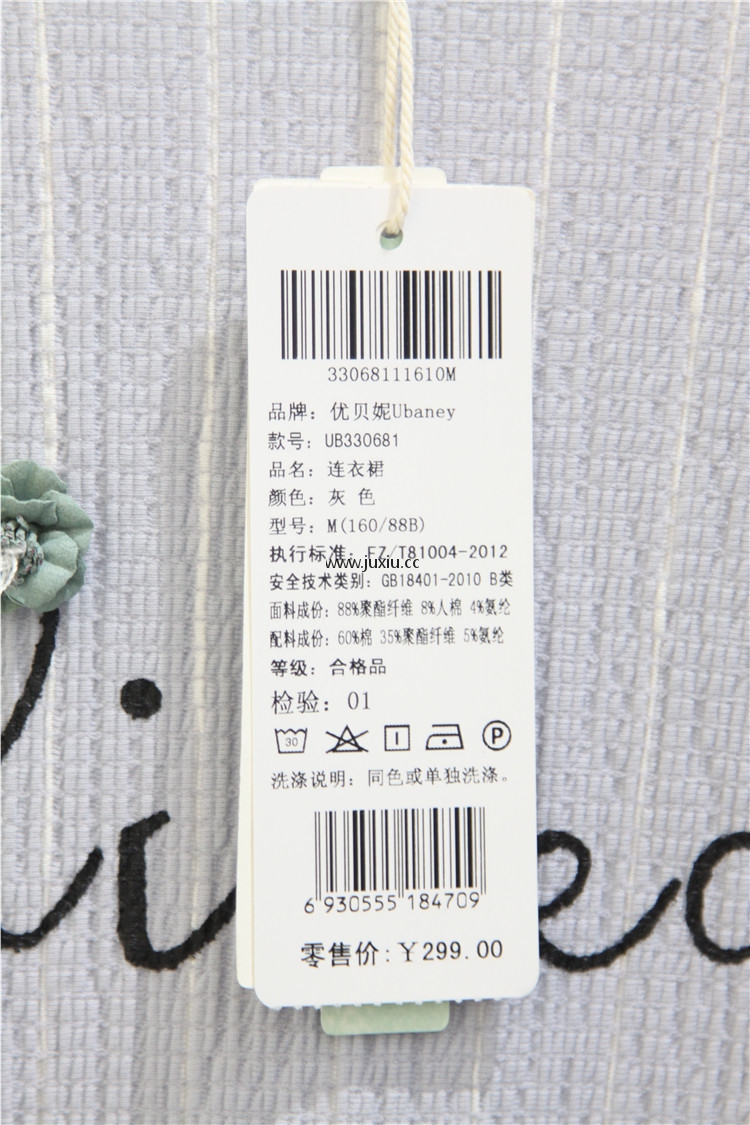 33068111610M
品牌：优贝妮Ubaney
款号：UB330681
品名：连衣裙
颜色：灰 色
型号：M(160/88B)
执行标准：FZ/T81004-2012
www.juxiu.cc
安全技术类别：GB18401-2010 B类
面料成份：88%聚酯纤维 8%人棉 4%氨纶
配料成份：60%棉 35%聚酯纤维 5%氨纶
等级：合格品
检验：01
30 P
洗涤说明：同色或单独洗涤。
6 930555 184709
零售价：￥299.00